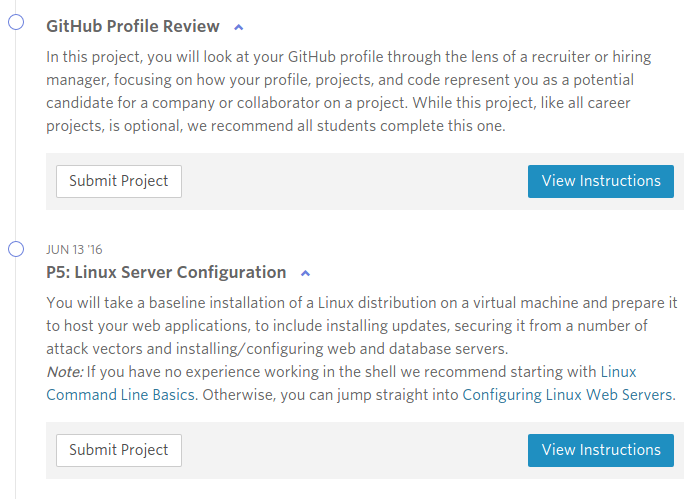 GitHub Profile Review
In this project, you will look at your GitHub profile through the lens of a recruiter or hiring
manager, focusing on how your profile, projects, and code represent you as a potential
candidate for a company or collaborator on a project. While this project, like all career
projects, is optional, we recommend all students complete this one.
Submit Project
View Instructions
JUN 13 '16
P5: Linux Server Configuration
You will take a baseline installation of a Linux distribution on a virtual machine and prepare it
to host your web applications, to include installing updates, securing it from a number of
attack vectors and installing/configuring web and database servers.
Note: If you have no experience working in the shell we recommend starting with Linux
Command Line Basics. Otherwise, you can jump straight into Configuring Linux Web Servers.
Submit Project
View Instructions